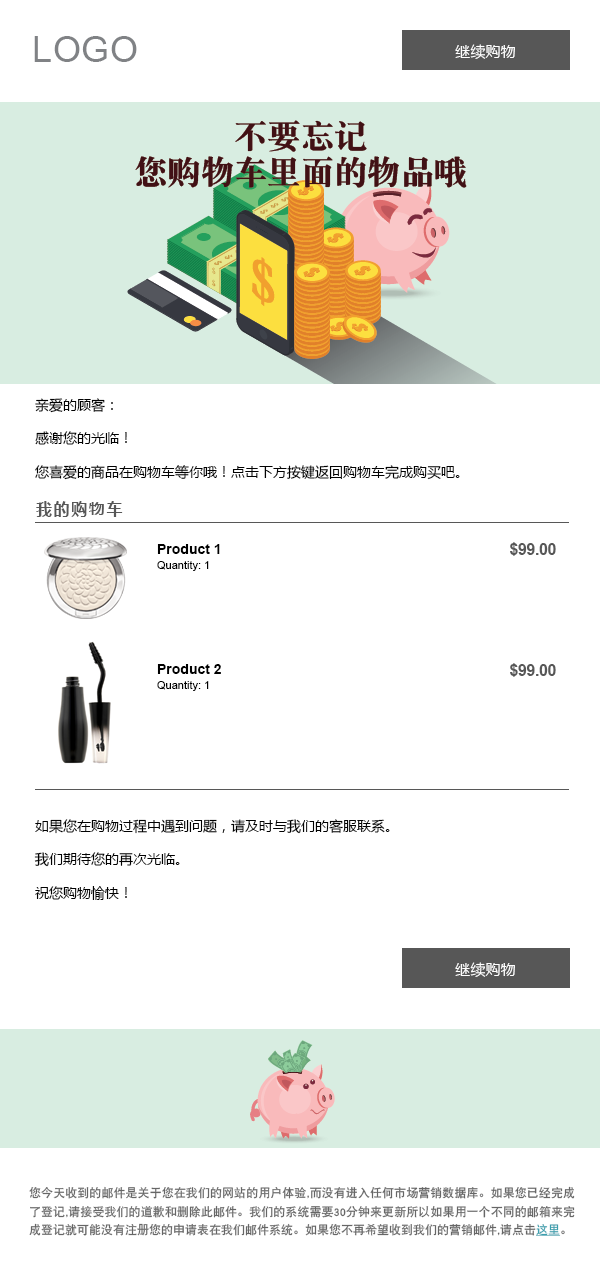 LOGO
继续购物
不要忘记
您购物车里面的物品哦
亲爱的顾客：
感谢您的光临！
您喜爱的商品在购物车等你哦！点击下方按键返回购物车完成购买吧。
我的购物车
Product 1
$99.00
Quantity: 1
Product 2
$99.00
Quantity: 1
如果您在购物过程中遇到问题，请及时与我们的客服联系。
我们期待您的再次光临。
祝您购物愉快！
继续购物
您今天收到的邮件是关于您在我们的网站的用户体验,而没有进入任何市场营销数据库。如果您已经完成
了登记,请接受我们的道歉和删除此邮件。我们的系统需要30分钟来更新所以如果用一个不同的邮箱来完
成登记就可能没有注册您的申请表在我们邮件系统。如果您不再希望收到我们的营销邮件,请点击这里。